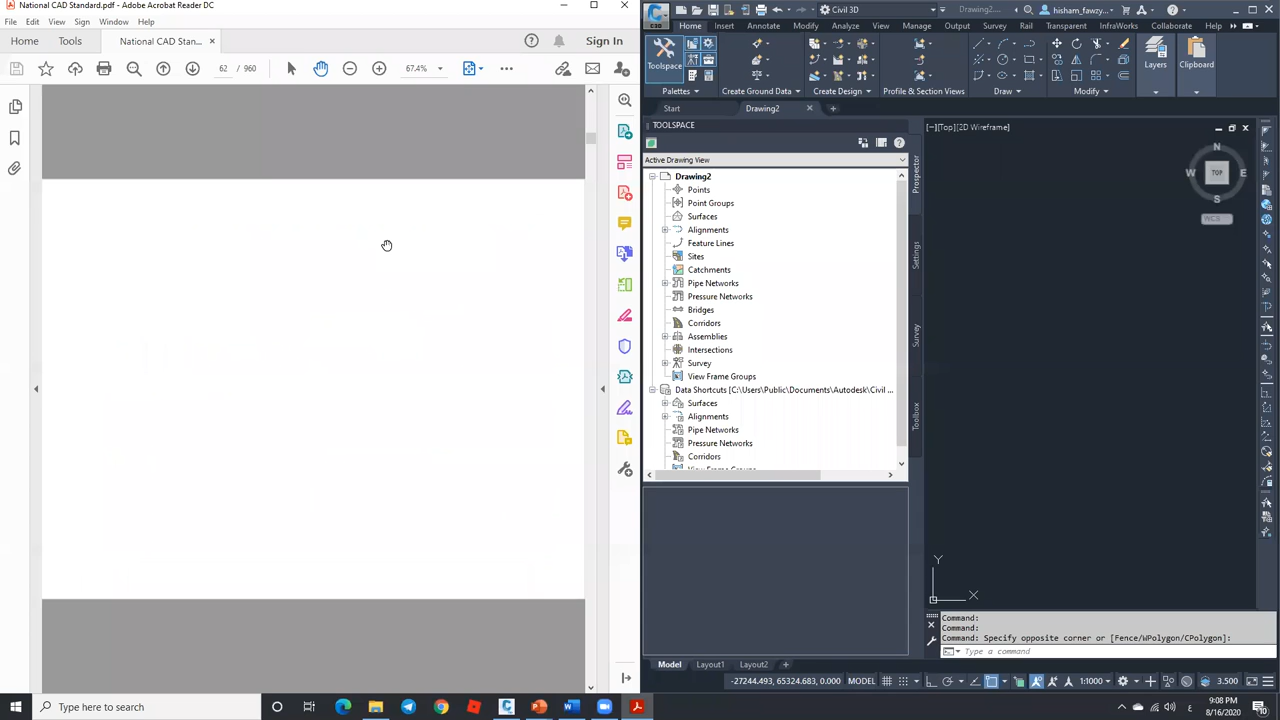 National CAD Standard.pdf - Adobe Acrobat Reader DC
File Edit View Sign Window Help
ome Tools National CAD Stan... × Sign In
62 / 960 67.4%
Civil 3D Drawing2.... hisham_fawzy,...
Home Insert Annotate Modify Analyze View Manage Output Survey Rail Transparent InfraWorks Collaborate Help
Toolspace Layers Clipboard
Palettes Create Ground Data Create Design Profile & Section Views Draw Modify
Start Drawing2
TOOLSPACE
[−][Top][2D Wireframe]
Active Drawing View
Drawing2
Points
Point Groups
Surfaces
Alignments
Feature Lines
Sites
Catchments
Pipe Networks
Pressure Networks
Bridges
Corridors
Assemblies
Intersections
Survey
View Frame Groups
Data Shortcuts [C:\Users\Public\Documents\Autodesk\Civil ...
Surfaces
Alignments
Pipe Networks
Pressure Networks
Corridors
View Frame Groups
Prospector
Settings
Survey
Toolbox
N
W TOP E
S
WCS
Y
X
Command:
Command:
Command: Specify opposite corner or [Fence/WPolygon/CPolygon]:
Type a command
Model Layout1 Layout2 +
-27244.493, 65324.683, 0.000 MODEL 1:1000 3.500
Type here to search
9:08 PM
8/16/2020